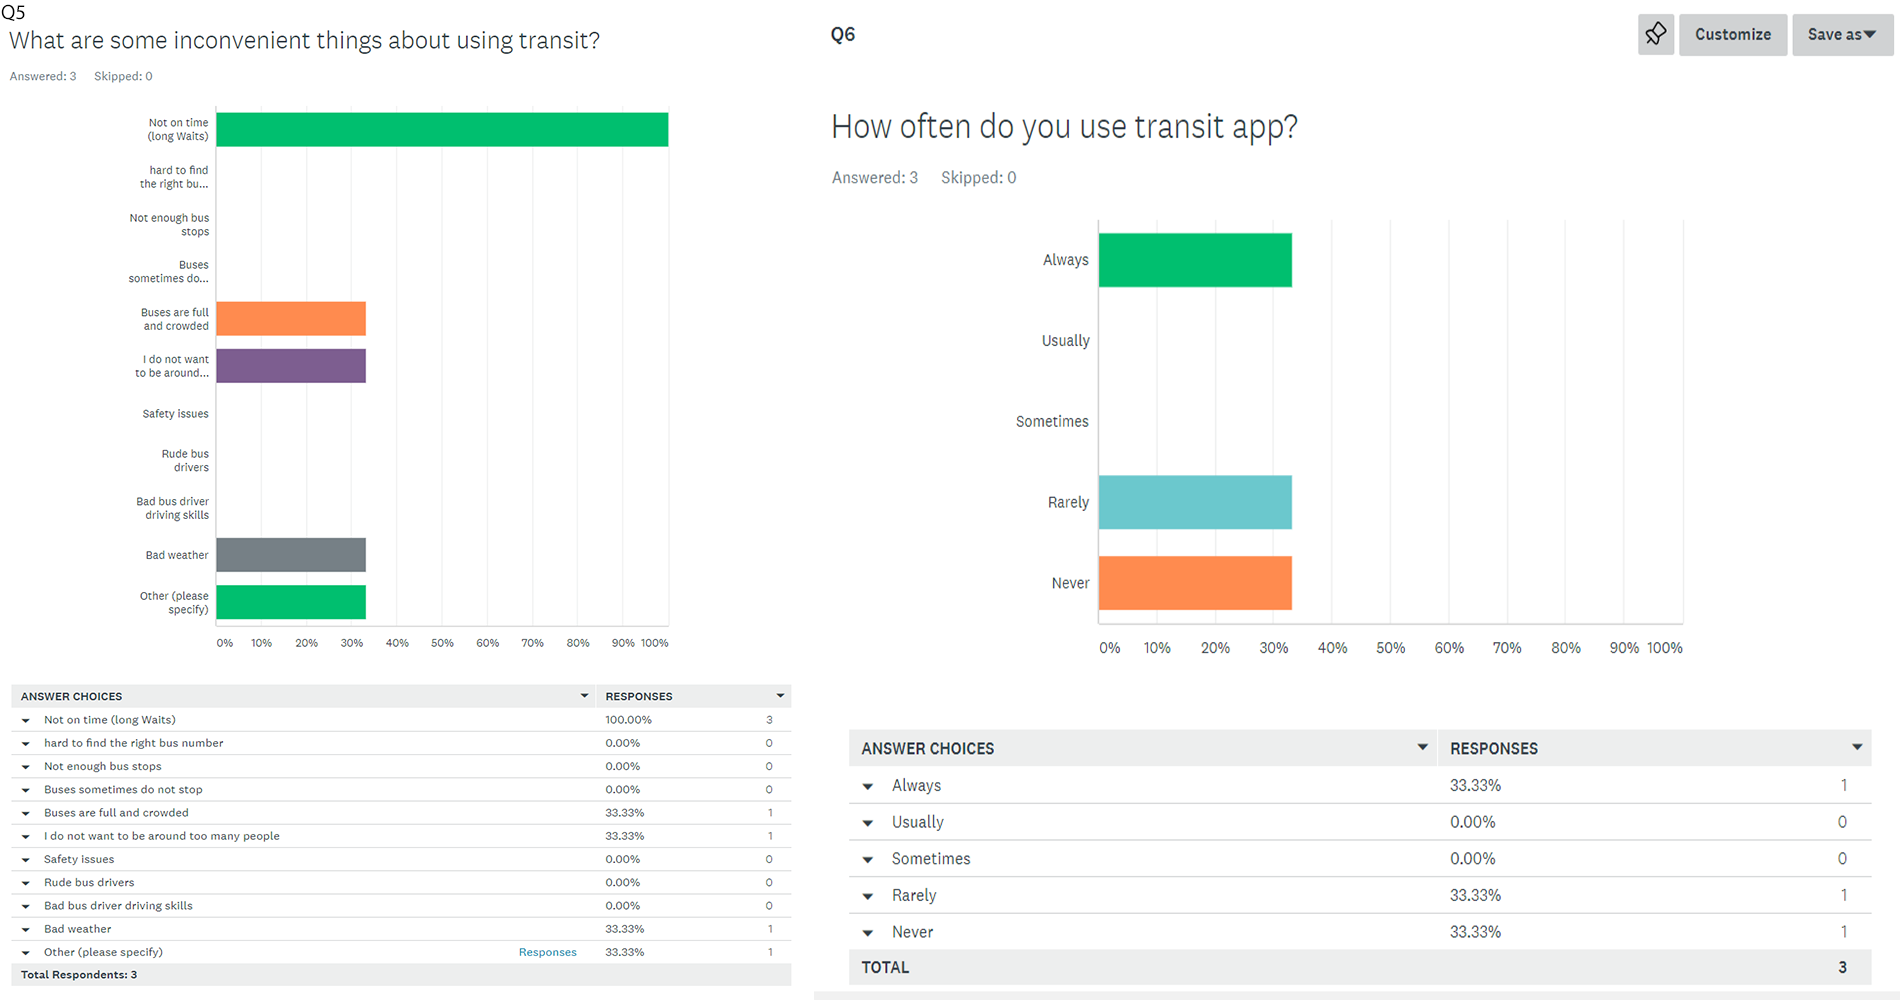 Q5
What are some inconvenient things about using transit?
Answered: 3 Skipped: 0
Not on time
(long Waits)
hard to find
the right bu...
Not enough bus
stops
Buses
sometimes do...
Buses are full
and crowded
I do not want
to be around...
Safety issues
Rude bus
drivers
Bad bus driver
driving skills
Bad weather
Other (please
specify)
0% 10% 20% 30% 40% 50% 60% 70% 80% 90% 100%
ANSWER CHOICES RESPONSES
Not on time (long Waits) 100.00% 3
hard to find the right bus number 0.00% 0
Not enough bus stops 0.00% 0
Buses sometimes do not stop 0.00% 0
Buses are full and crowded 33.33% 1
I do not want to be around too many people 33.33% 1
Safety issues 0.00% 0
Rude bus drivers 0.00% 0
Bad bus driver driving skills 0.00% 0
Bad weather 33.33% 1
Other (please specify) Responses 33.33% 1
Total Respondents: 3
Q6
Customize Save as
How often do you use transit app?
Answered: 3 Skipped: 0
Always
Usually
Sometimes
Rarely
Never
0% 10% 20% 30% 40% 50% 60% 70% 80% 90% 100%
ANSWER CHOICES RESPONSES
Always 33.33% 1
Usually 0.00% 0
Sometimes 0.00% 0
Rarely 33.33% 1
Never 33.33% 1
TOTAL 3